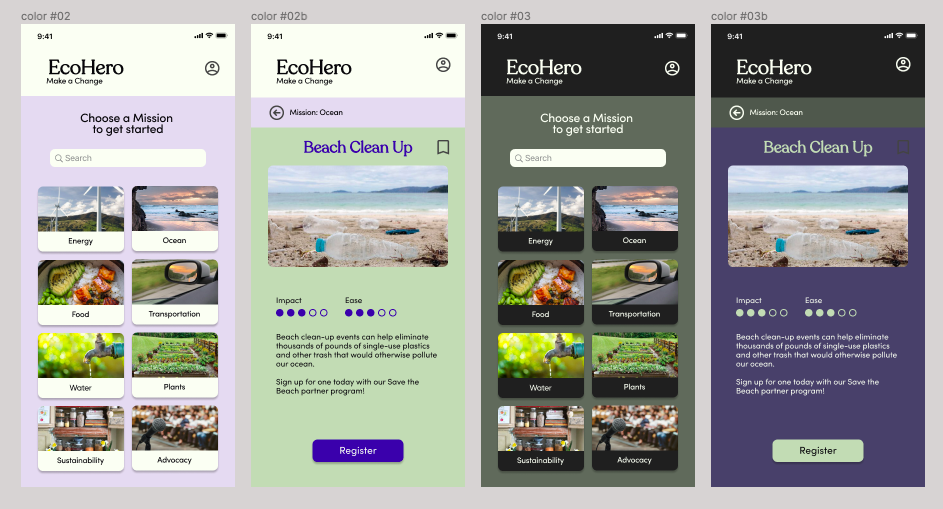 color #02
9:41
EcoHero
Make a Change
Choose a Mission
to get started
Search
Energy
Ocean
Food
Transportation
Water
Plants
Sustainability
Advocacy
color #02b
9:41
EcoHero
Make a Change
Mission: Ocean
Beach Clean Up
Impact
Ease
Beach clean-up events can help eliminate
thousands of pounds of single-use plastics
and other trash that would otherwise pollute
our ocean.
Sign up for one today with our Save the
Beach partner program!
Register
color #03
9:41
EcoHero
Make a Change
Choose a Mission
to get started
Search
Energy
Ocean
Food
Transportation
Water
Plants
Sustainability
Advocacy
color #03b
9:41
EcoHero
Make a Change
Mission: Ocean
Beach Clean Up
Impact
Ease
Beach clean-up events can help eliminate
thousands of pounds of single-use plastics
and other trash that would otherwise pollute
our ocean.
Sign up for one today with our Save the
Beach partner program!
Register